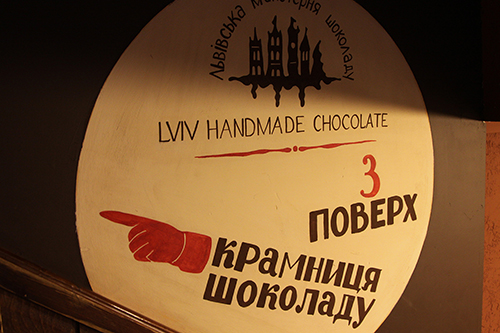 Львівська майстерня шоколаду
LVIV HANDMADE CHOCOLATE
3
ПОВЕРХ
КРАМНИЦЯ
ШОКОЛАДУ